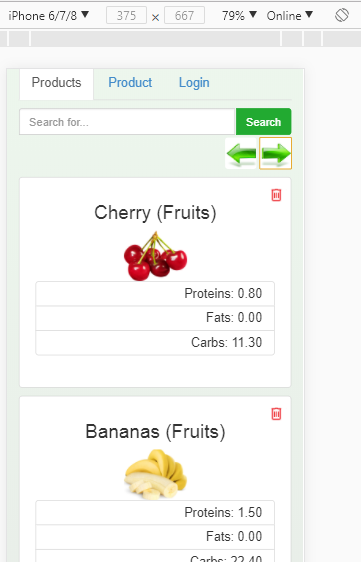 iPhone 6/7/8 ▼ 375 × 667 79% ▼ Online ▼
Products Product Login
Search for... Search
Cherry (Fruits)
Proteins: 0.80
Fats: 0.00
Carbs: 11.30
Bananas (Fruits)
Proteins: 1.50
Fats: 0.00
Carbs: 22.40